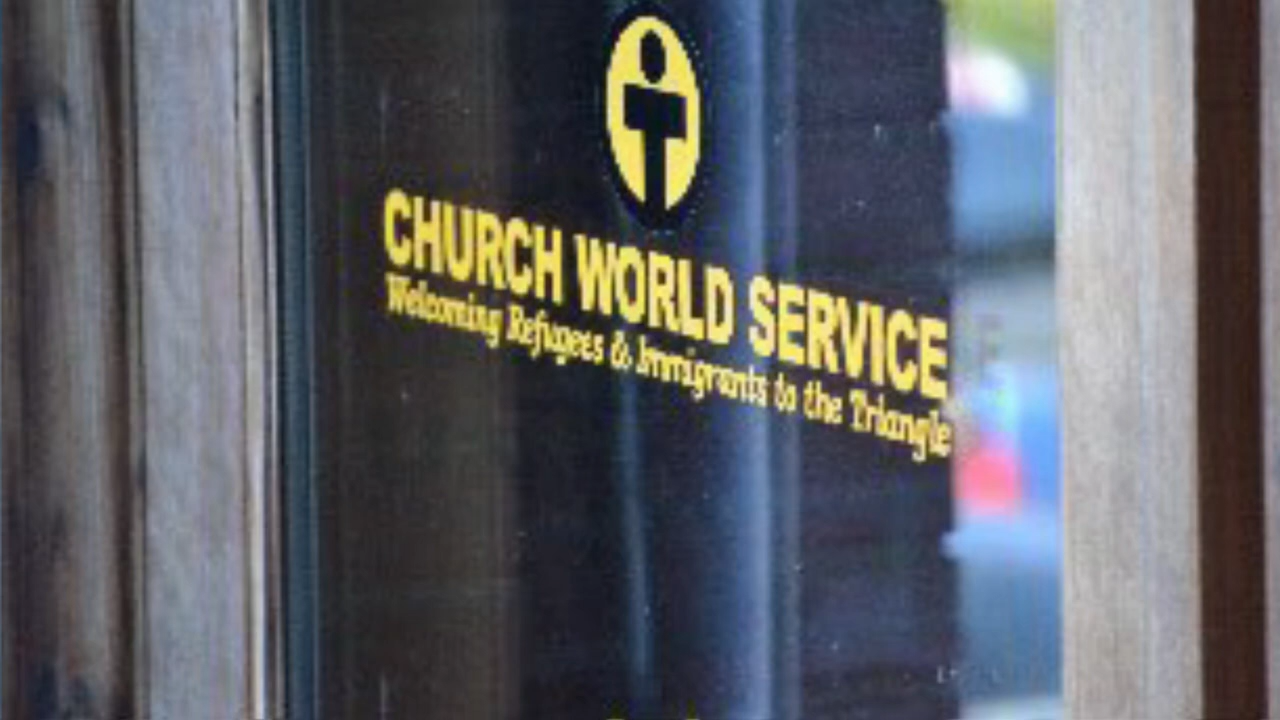 CHURCH WORLD SERVICE
Welcoming Refugees & Immigrants to the Triangle